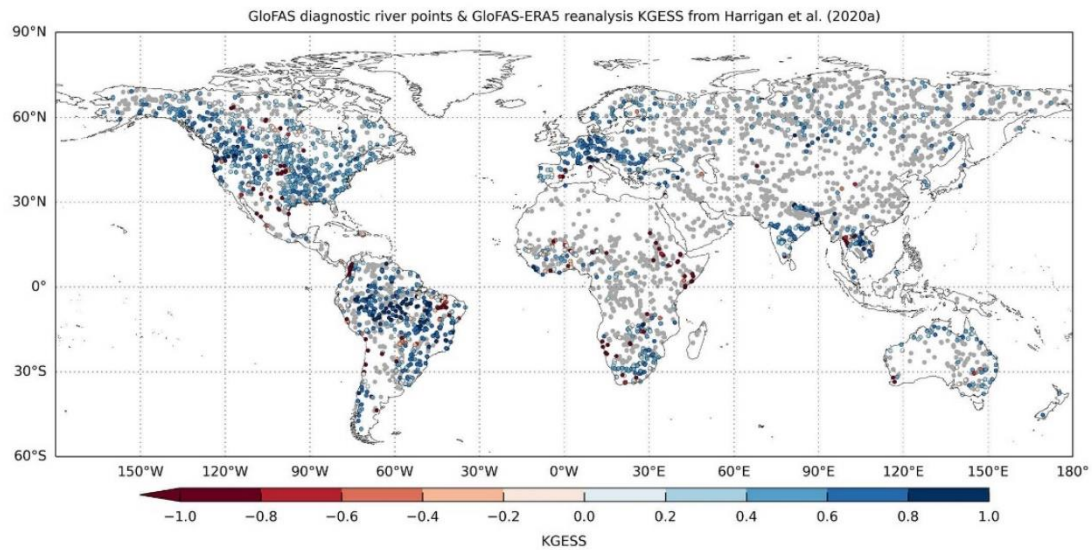 GloFAS diagnostic river points & GloFAS-ERA5 reanalysis KGESS from Harrigan et al. (2020a)
90°N
60°N
30°N
0°
30°S
60°S
150°W 120°W 90°W 60°W 30°W 0°W 30°E 60°E 90°E 120°E 150°E 180°
−1.0 −0.8 −0.6 −0.4 −0.2 0.0 0.2 0.4 0.6 0.8 1.0
KGESS